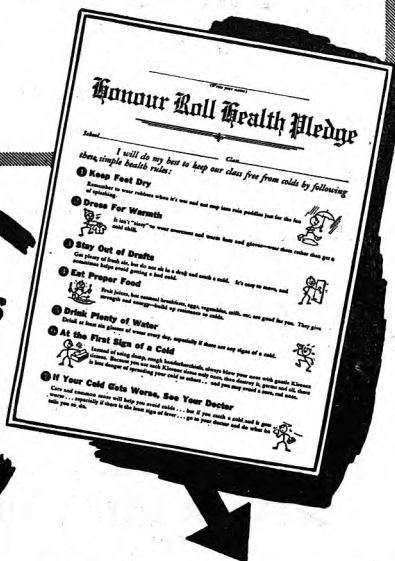 (Write your name)
Honour Roll Health Pledge
School Class
I will do my best to keep our class free from colds by following
these simple health rules:
1 Keep Feet Dry
Remember to wear rubbers when it's wet and not step into rain puddles just for the fun
of splashing.
2 Dress For Warmth
It isn't "sissy" to wear overcoats and warm hats and gloves—wear them rather than get a
cold chill.
3 Stay Out of Drafts
Get plenty of fresh air, but do not sit in a draft and catch a cold. It's easy to move, and
sometimes helps avoid getting a bad cold.
4 Eat Proper Food
Fruit juices, hot oatmeal breakfasts, eggs, vegetables, milk, etc. are good for you. They give
strength and energy—build up resistance to colds.
5 Drink Plenty of Water
Drink at least six glasses of water every day, especially if there are any signs of a cold.
6 At the First Sign of a Cold
Instead of using damp, rough handkerchiefs, always blow your nose with gentle Kleenex
tissues. Because you use each Kleenex tissue only once, then destroy it, germs and all, there
is less danger of spreading your cold to others . . . and you may avoid a sore, red nose.
7 If Your Cold Gets Worse, See Your Doctor
Care and common sense will help you avoid colds . . . but if you catch a cold and it gets
worse . . . especially if there is the least sign of fever . . . go to your doctor and do what he
tells you to do.